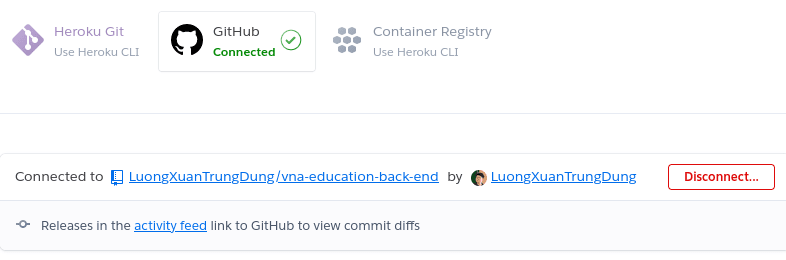 Heroku Git
Use Heroku CLI
GitHub
Connected
Container Registry
Use Heroku CLI
Connected to LuongXuanTrungDung/vna-education-back-end by LuongXuanTrungDung Disconnect...
Releases in the activity feed link to GitHub to view commit diffs